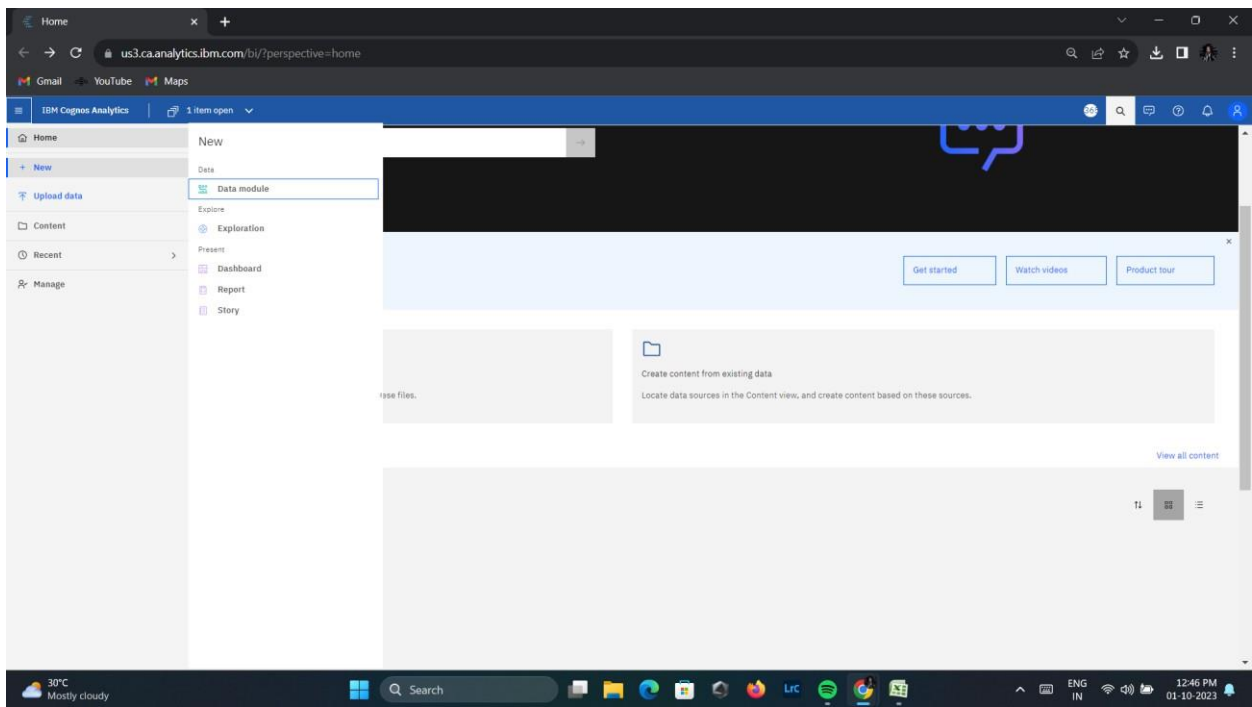 Home
us3.ca.analytics.ibm.com/bi/?perspective=home
Gmail YouTube Maps
IBM Cognos Analytics 1 item open
Home
New
Upload data
Content
Recent
Manage
New
Data
Data module
Explore
Exploration
Present
Dashboard
Report
Story
Get started Watch videos Product tour
these files.
Create content from existing data
Locate data sources in the Content view, and create content based on these sources.
View all content
30°C
Mostly cloudy
Search
LrC
ENG
IN
12:46 PM
01-10-2023